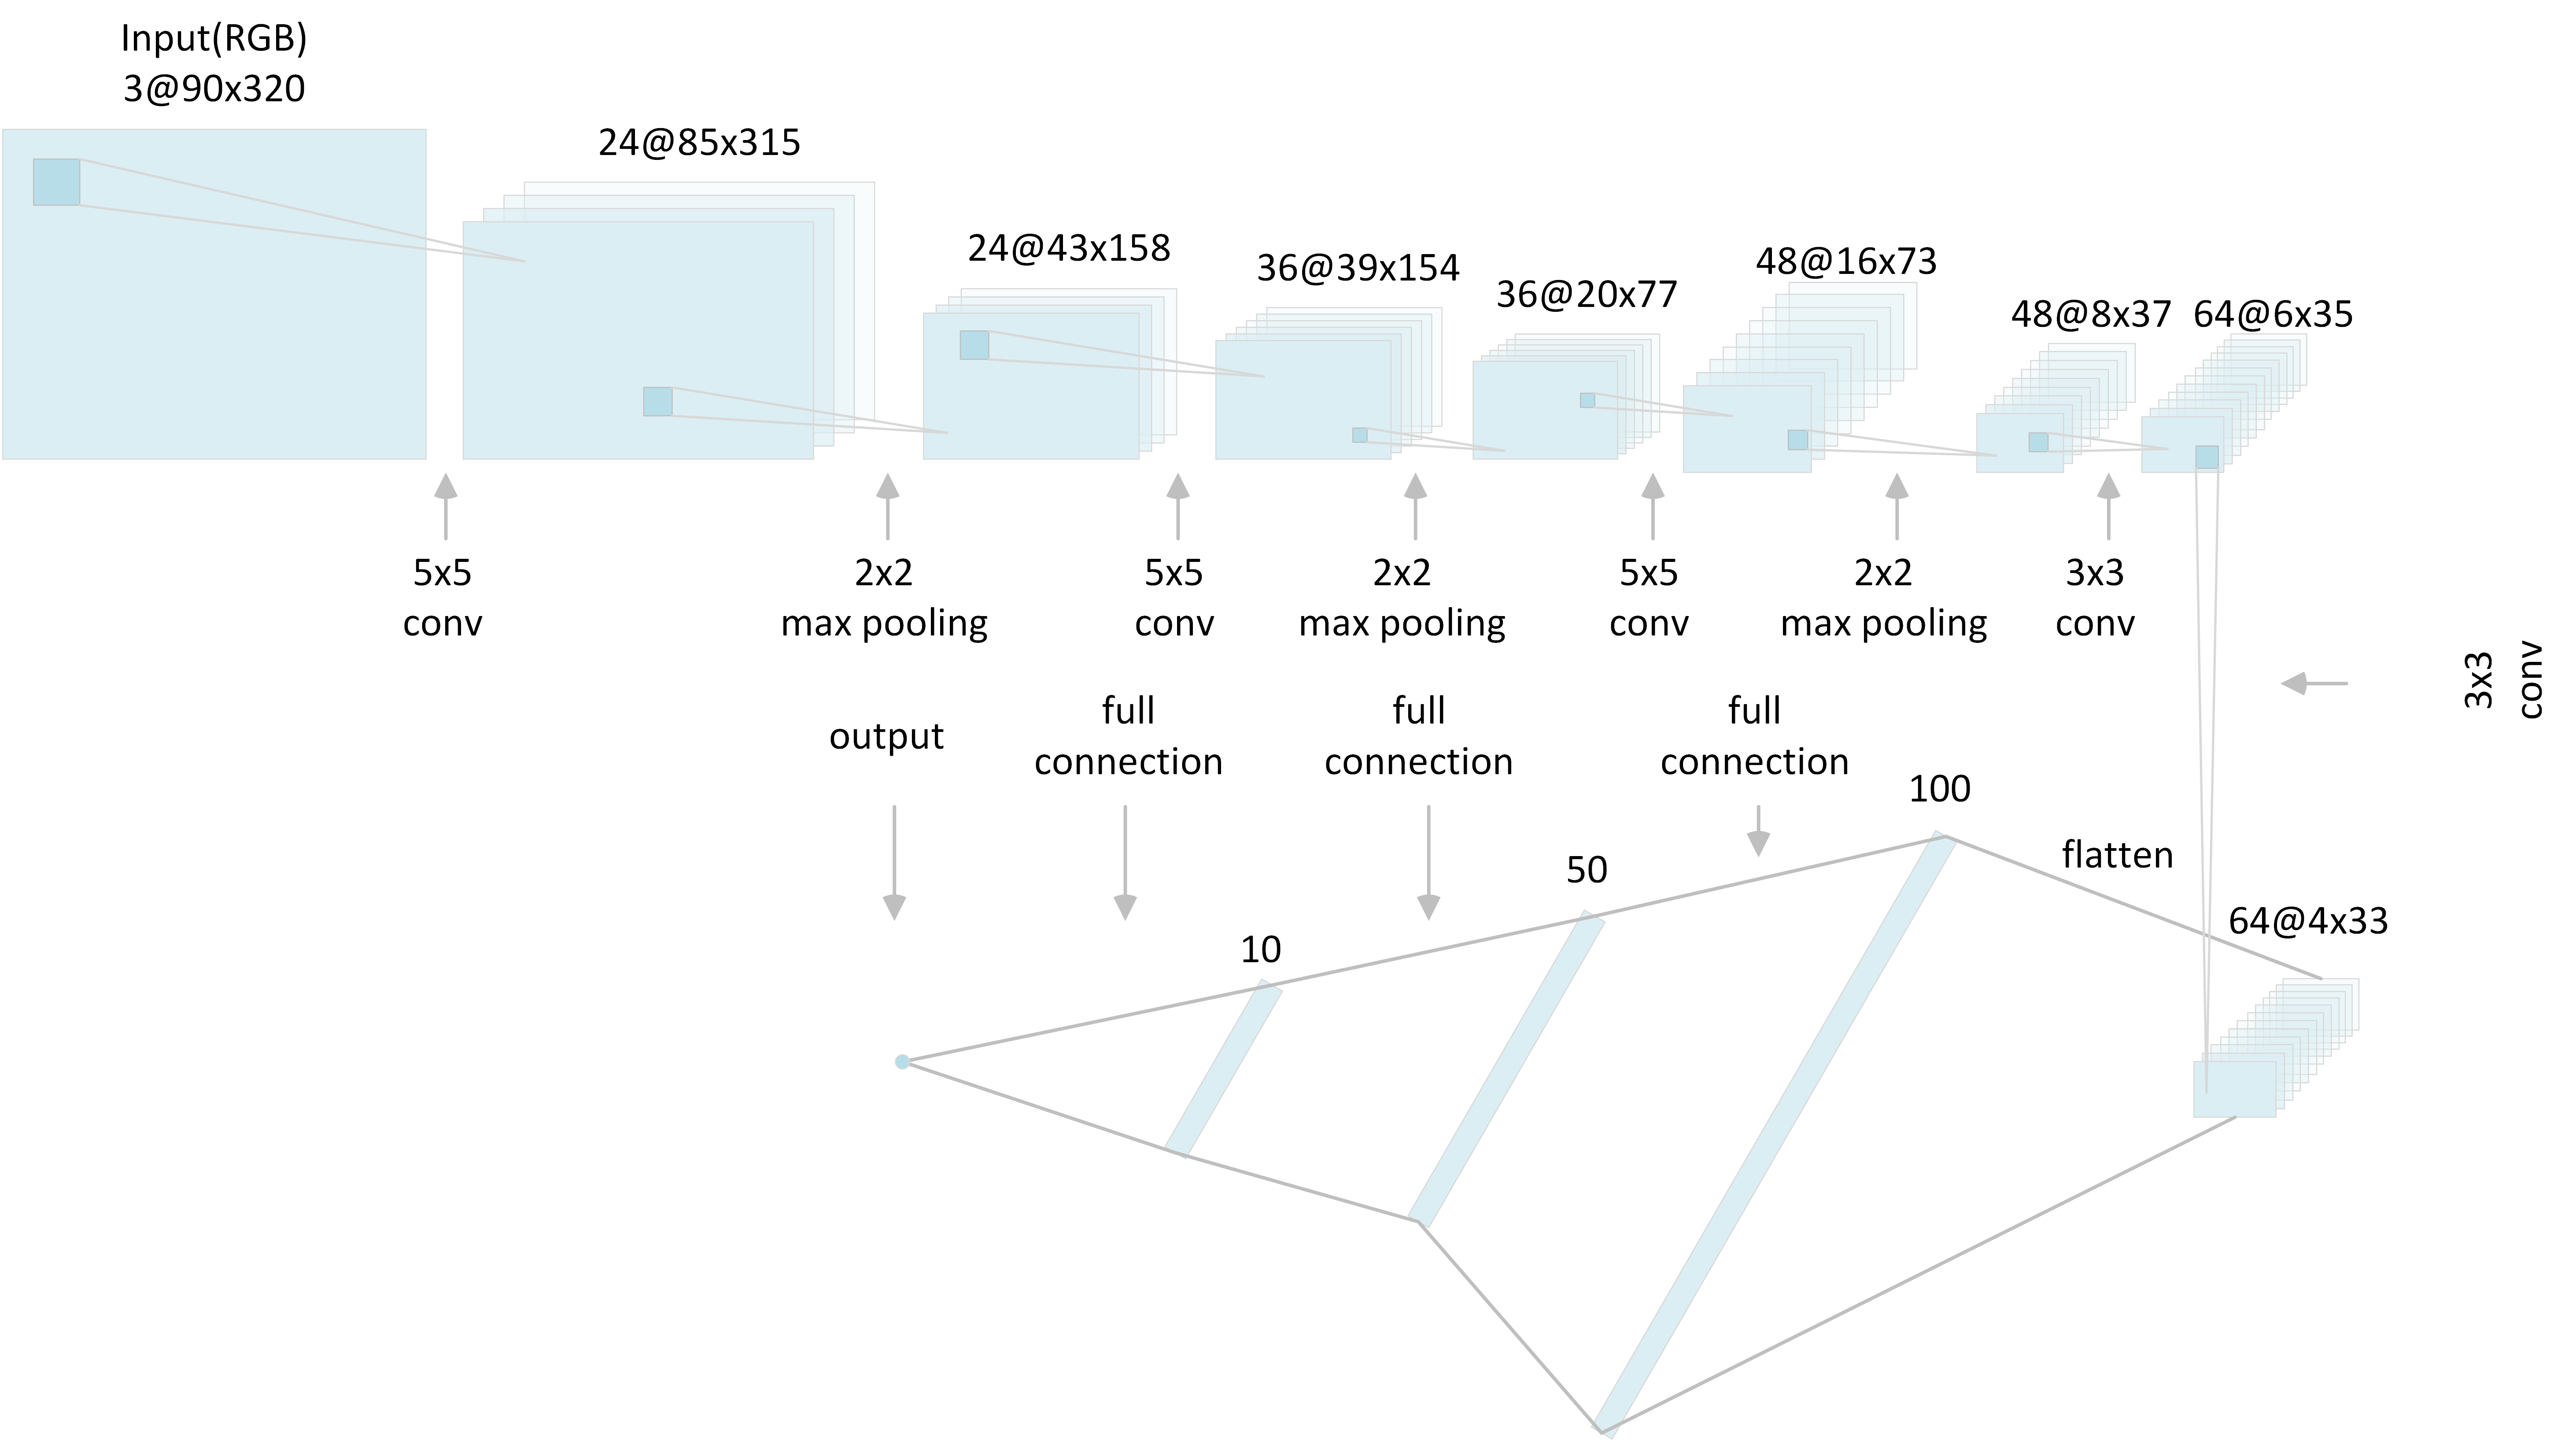 Input(RGB)
3@90x320
24@85x315
24@43x158
36@39x154
36@20x77
48@16x73
48@8x37
64@6x35
5x5
conv
2x2
max pooling
5x5
conv
2x2
max pooling
5x5
conv
2x2
max pooling
3x3
conv
3x3
conv
output
full
connection
full
connection
full
connection
100
50
10
flatten
64@4x33